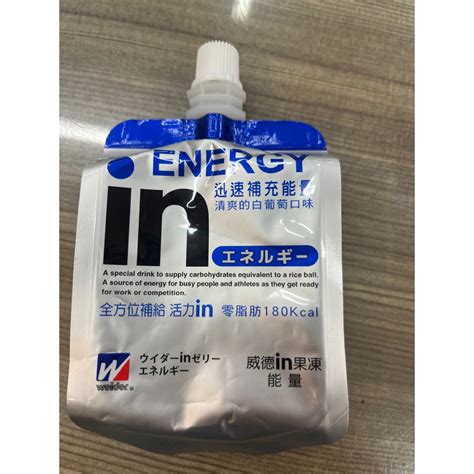 ENERGY
in
迅速補充能量
清爽的白葡萄口味
エネルギー
A special drink to supply carbohydrates equivalent to a rice ball.
A source of energy for busy people and athletes as they get ready
for work or competition.
全方位補給 活力in 零脂肪180Kcal
W
weider®
ウイダーinゼリー
エネルギー
威德in果凍
能量